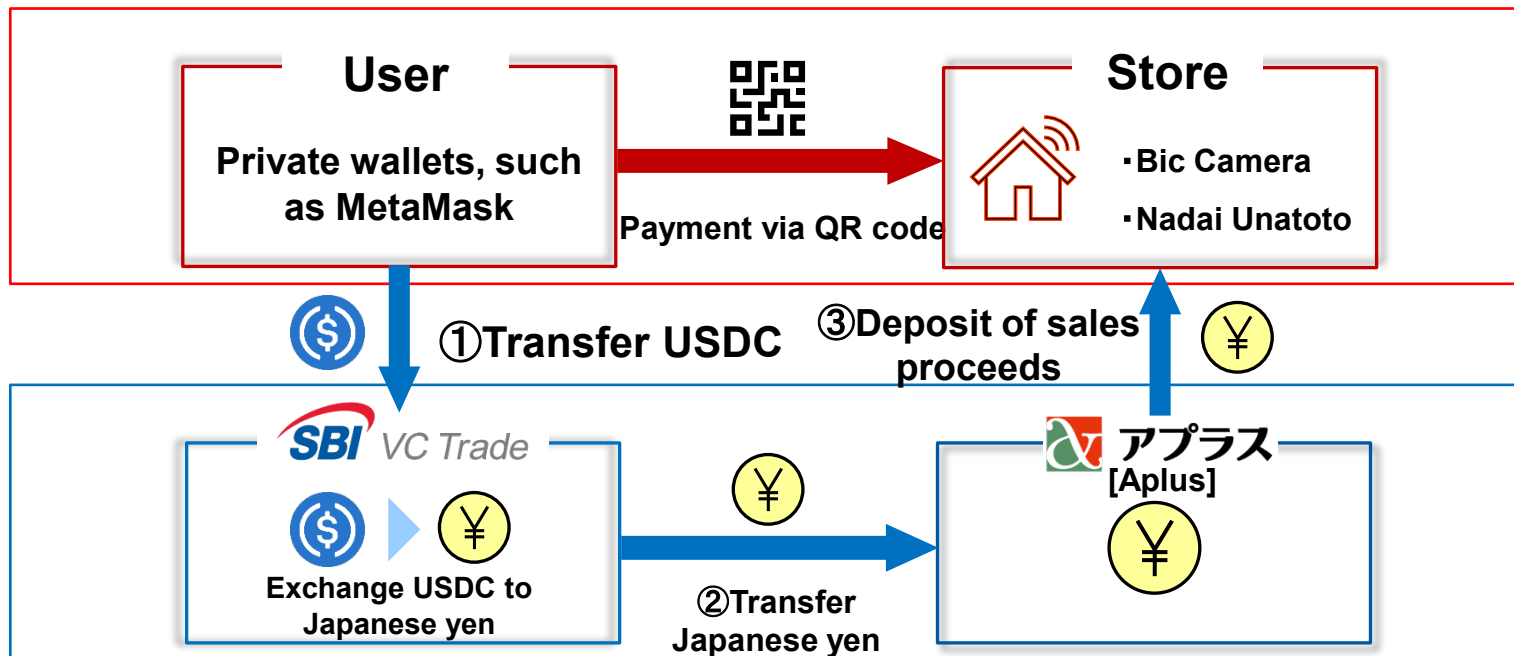 User
Private wallets, such
as MetaMask
Payment via QR code
Store
・Bic Camera
・Nadai Unatoto
①Transfer USDC
③Deposit of sales
proceeds
SBI VC Trade
Exchange USDC to
Japanese yen
②Transfer
Japanese yen
アプラス
[Aplus]